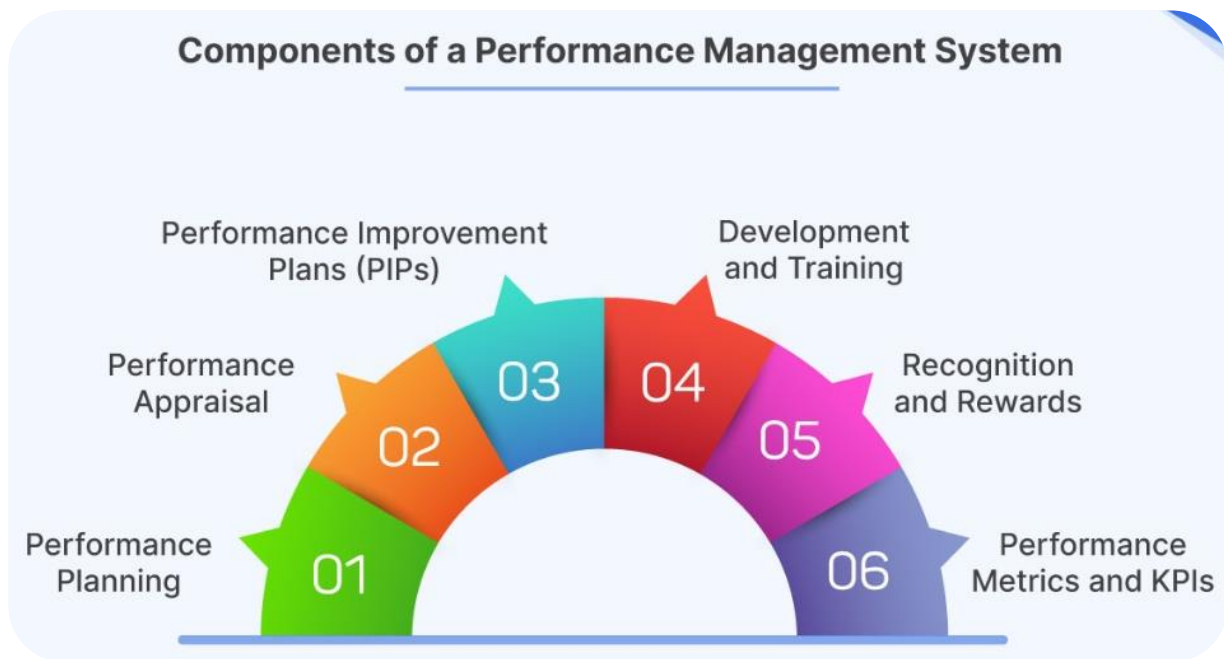 Components of a Performance Management System
Performance Planning
01
Performance Appraisal
02
Performance Improvement
Plans (PIPs)
03
Development
and Training
04
Recognition
and Rewards
05
Performance
Metrics and KPIs
06